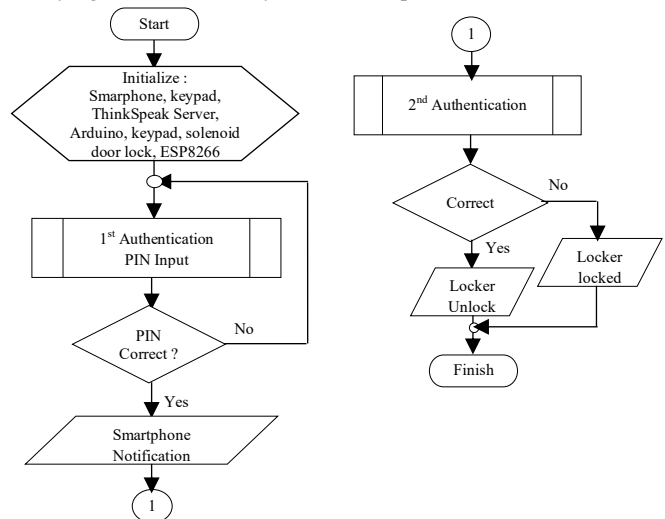 Start
Initialize :
Smarphone, keypad,
ThinkSpeak Server,
Arduino, keypad, solenoid
door lock, ESP8266
1st Authentication
PIN Input
PIN
Correct ?
No
Yes
Smartphone
Notification
1
1
2nd Authentication
Correct
No
Yes
Locker
Unlock
Locker
locked
Finish